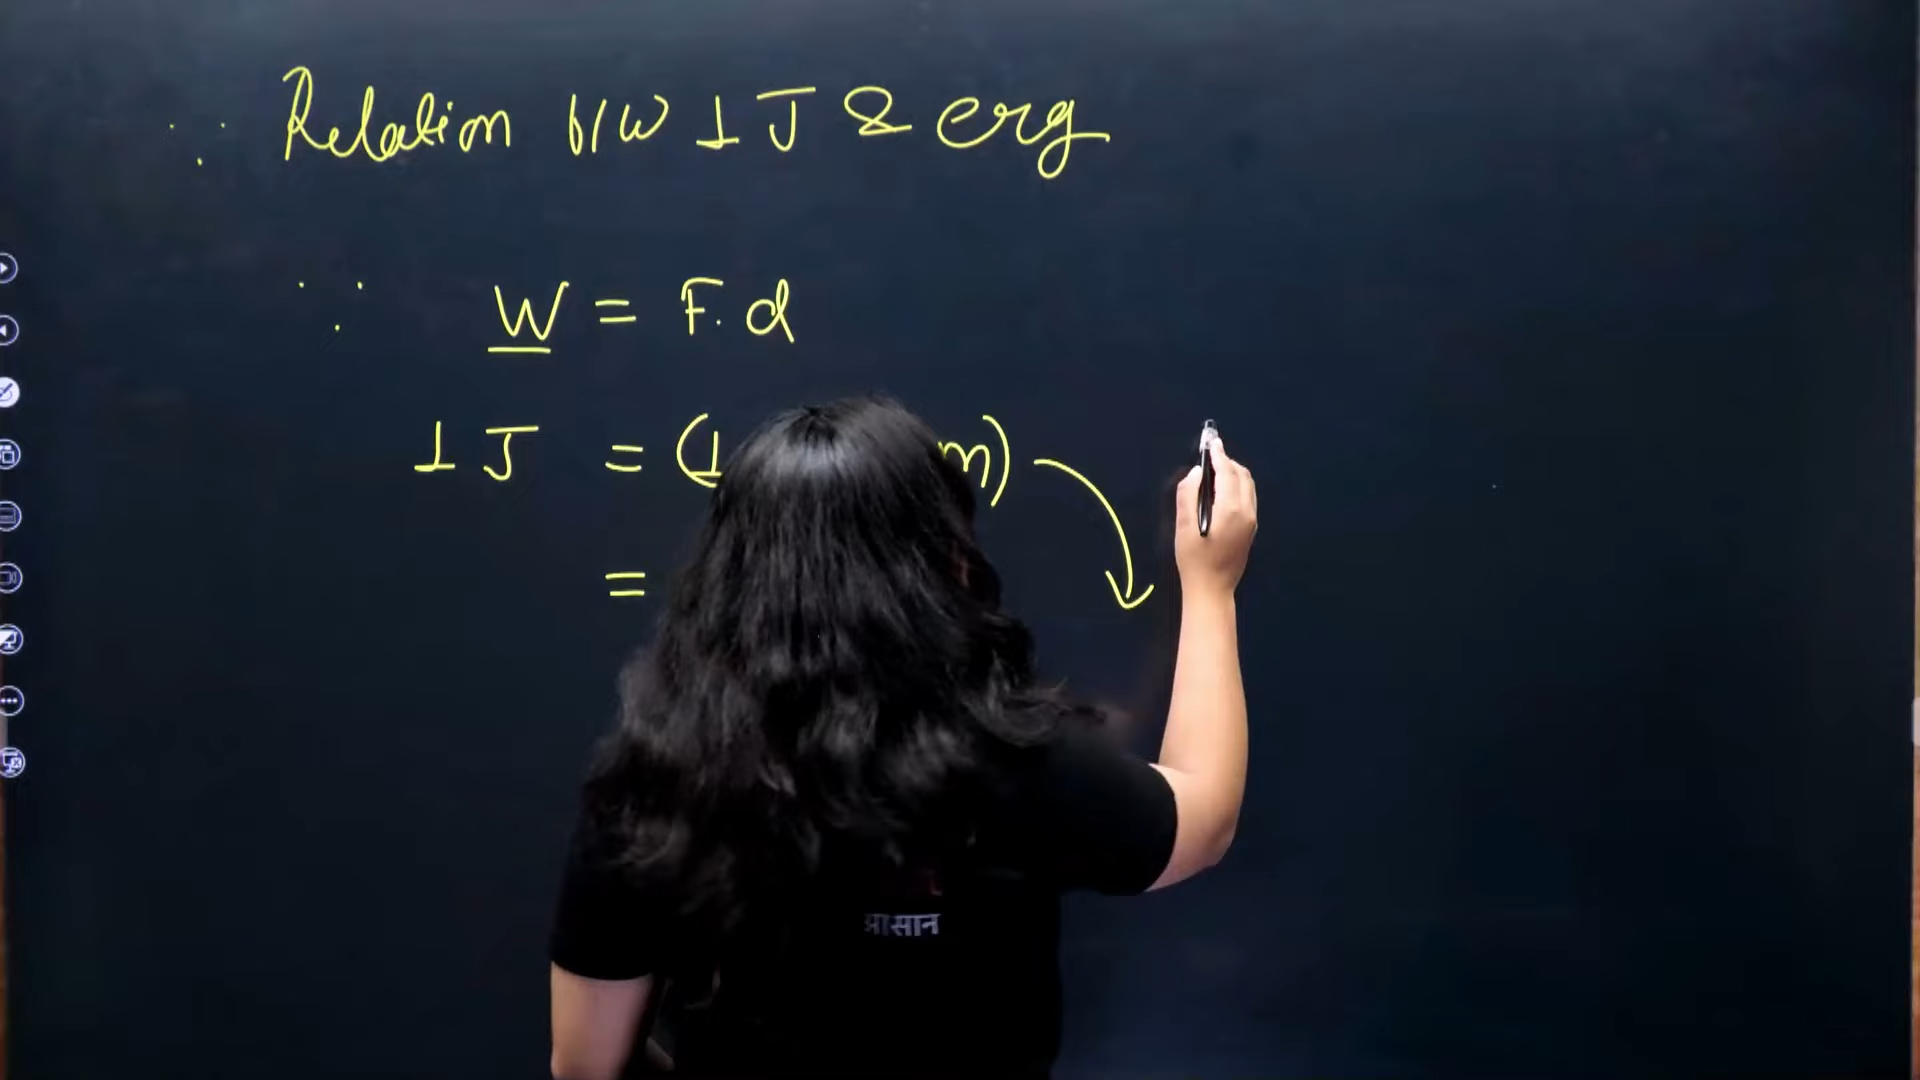 ∵ Relation b/w 1 J & erg
∵ W = F. d
1 J = (1 m)
=
आसान